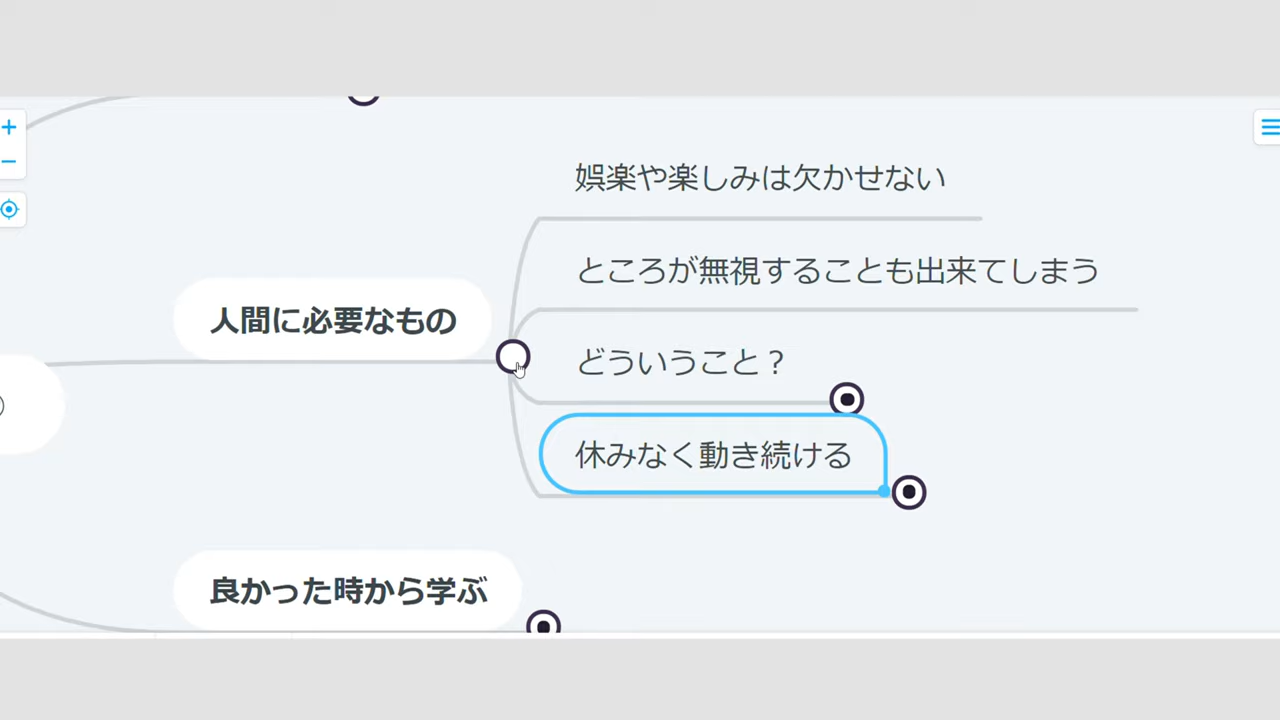 娯楽や楽しみは欠かせない
ところが無視することも出来てしまう
人間に必要なもの
どういうこと？
休みなく動き続ける
良かった時から学ぶ